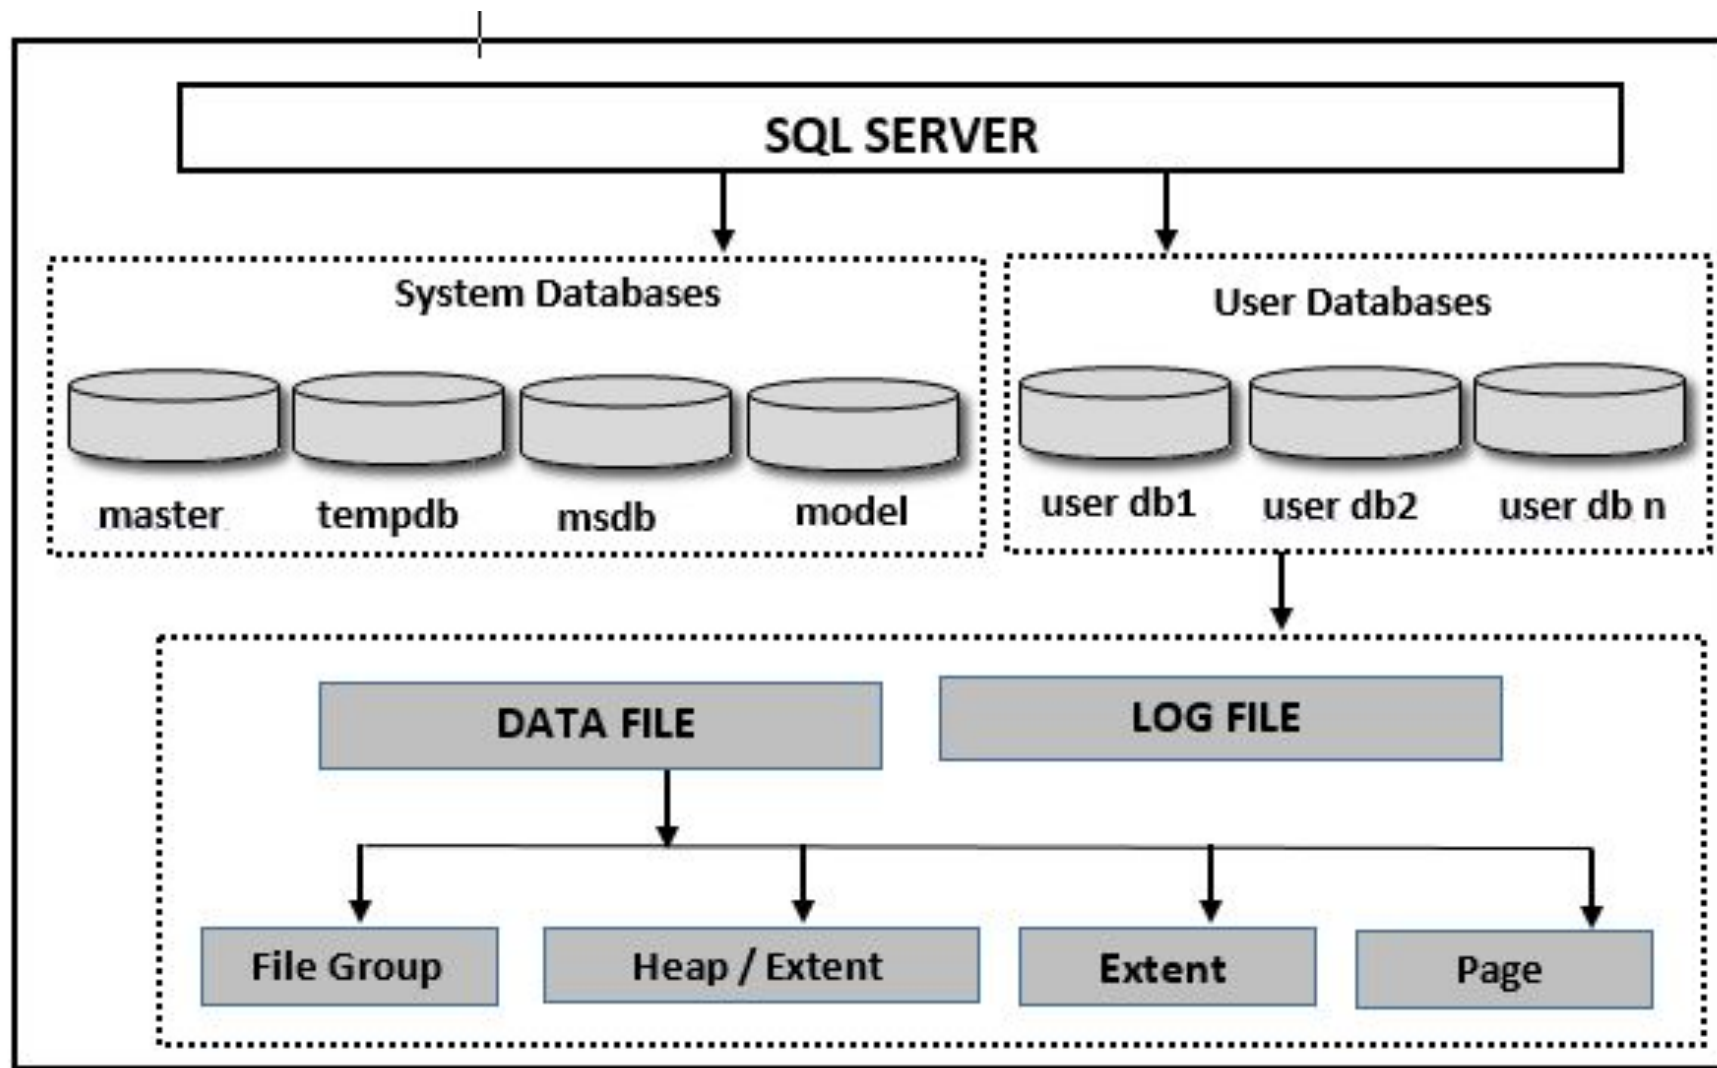 SQL SERVER
System Databases
User Databases
master
tempdb
msdb
model
user db1
user db2
user db n
DATA FILE
LOG FILE
File Group
Heap / Extent
Extent
Page